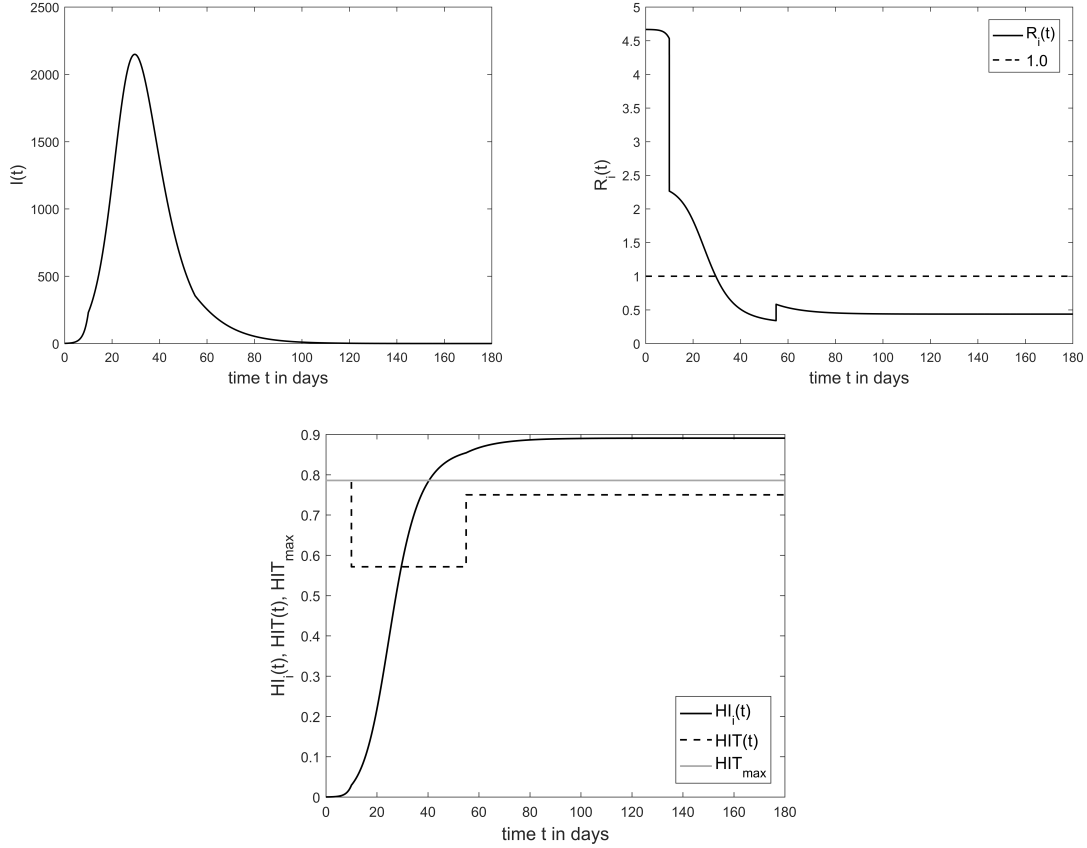 2500
2000
1500
1000
500
0
I(t)
0 20 40 60 80 100 120 140 160 180
time t in days
5
4.5
4
3.5
3
2.5
2
1.5
1
0.5
0
R_i(t)
R_i(t)
1.0
0 20 40 60 80 100 120 140 160 180
time t in days
0.9
0.8
0.7
0.6
0.5
0.4
0.3
0.2
0.1
0
HI_i(t), HIT(t), HIT_max
HI_i(t)
HIT(t)
HIT_max
0 20 40 60 80 100 120 140 160 180
time t in days